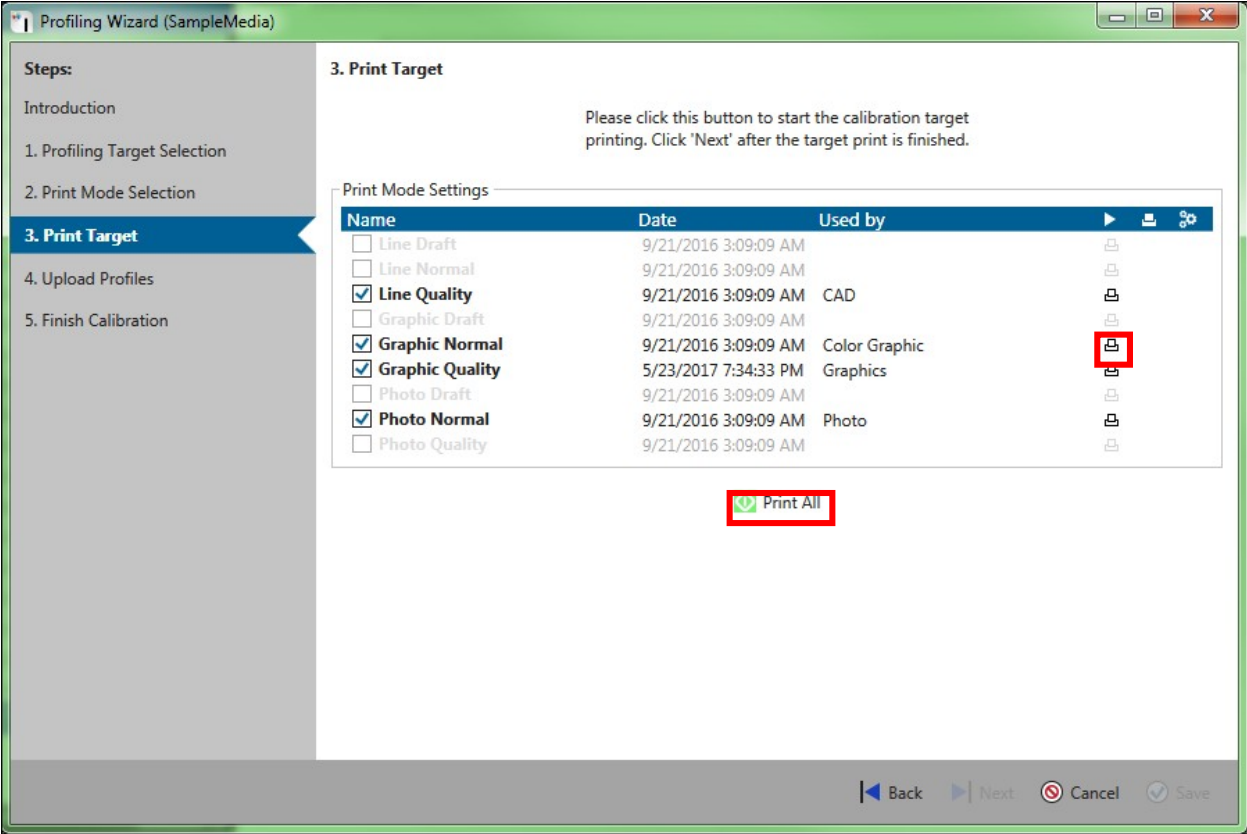 Profiling Wizard (SampleMedia)
Steps:
Introduction
1. Profiling Target Selection
2. Print Mode Selection
3. Print Target
4. Upload Profiles
5. Finish Calibration
3. Print Target
Please click this button to start the calibration target
printing. Click 'Next' after the target print is finished.
Print Mode Settings
Name Date Used by
Line Draft 9/21/2016 3:09:09 AM
Line Normal 9/21/2016 3:09:09 AM
Line Quality 9/21/2016 3:09:09 AM CAD
Graphic Draft 9/21/2016 3:09:09 AM
Graphic Normal 9/21/2016 3:09:09 AM Color Graphic
Graphic Quality 5/23/2017 7:34:33 PM Graphics
Photo Draft 9/21/2016 3:09:09 AM
Photo Normal 9/21/2016 3:09:09 AM Photo
Photo Quality 9/21/2016 3:09:09 AM
Print All
Back Next Cancel Save